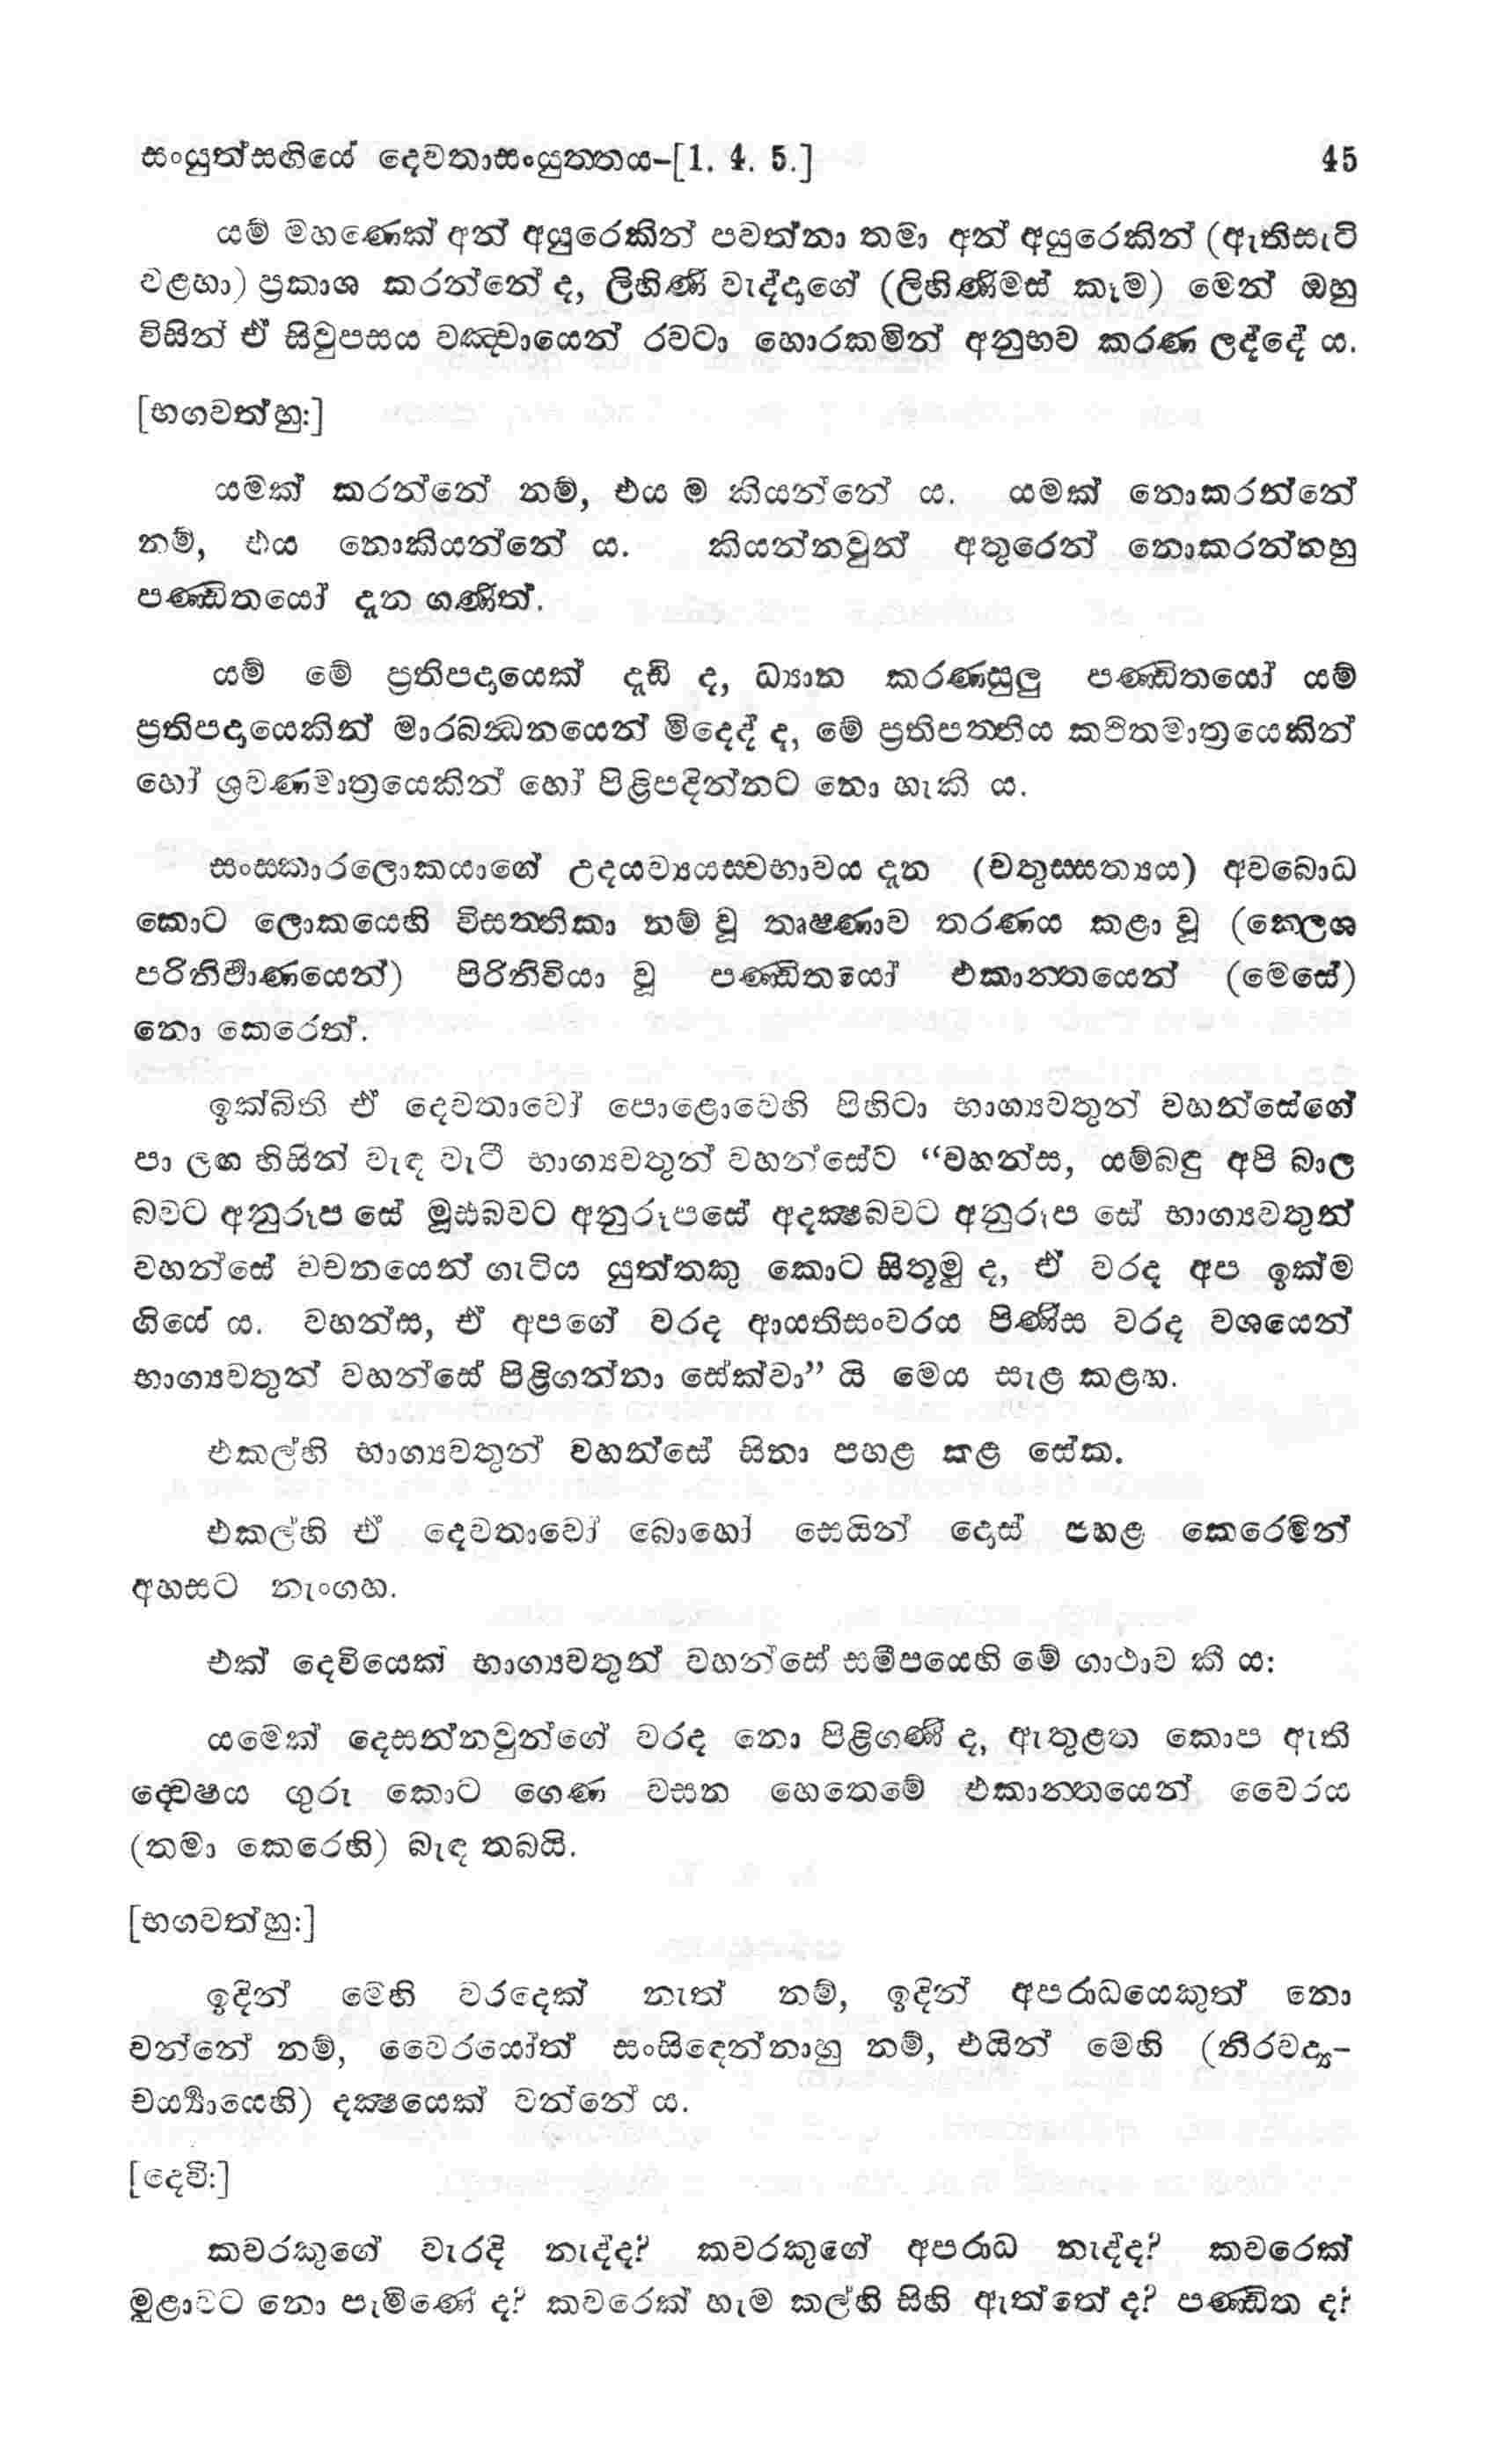 සංයුත්සඟියේ දෙවතාසංයුත්තය-[1. 4. 5.] 45
යම් මහණෙක් අන් අයුරෙකින් පවත්නා තමා අන් අයුරෙකින් (ඇතිසැටි
වළහා) ප්‍රකාශ කරන්නේ ද, ලිහිණි වැද්දාගේ (ලිහිණිමස් කෑම) මෙන් ඔහු
විසින් ඒ සිවුපසය වඤ්චායෙන් රවටා හොරකමින් අනුභව කරණ ලද්දේ ය.
[භගවත්හු:]
යමක් කරන්නේ නම්, එය ම කියන්නේ ය. යමක් නොකරන්නේ
නම්, එය නොකියන්නේ ය. කියන්නවුන් අතුරෙන් නොකරන්නහු
පණ්ඩිතයෝ දැන ගණිත්.
යම් මේ ප්‍රතිපදායෙක් දැඩි ද, ධ්‍යාන කරණසුලු පණ්ඩිතයෝ යම්
ප්‍රතිපදායෙකින් මාරබන්‍ධනයෙන් මිදෙද් ද, මේ ප්‍රතිපත්තිය කථිතමාත්‍රයෙකින්
හෝ ශ්‍රවණමාත්‍රයෙකින් හෝ පිළිපදින්නට නො හැකි ය.
සංස්කාරලොකයාගේ උදයව්‍යයස්වභාවය දැන (චතුස්සත්‍යය) අවබොධ
කොට ලොකයෙහි විසත්තිකා නම් වූ තෘෂ්ණාව තරණය කළා වූ (ක්ලෙශ
පරිනිර්‍වාණයෙන්) පිරිනිවියා වූ පණ්ඩිතයෝ එකාන්තයෙන් (මෙසේ)
නො කෙරෙත්.
ඉක්බිති ඒ දෙවතාවෝ පොළොවෙහි පිහිටා භාග්‍යවතුන් වහන්සේගේ
පා ලඟ හිසින් වැඳ වැටී භාග්‍යවතුන් වහන්සේට “වහන්ස, යම්බඳු අපි බාල
බවට අනුරූප සේ මූඪබවට අනුරූපසේ අදක්‍ෂබවට අනුරූප සේ භාග්‍යවතුන්
වහන්සේ වචනයෙන් ගැටිය යුත්තකු කොට සිතුමු ද, ඒ වරද අප ඉක්ම
ගියේ ය. වහන්ස, ඒ අපගේ වරද ආයතිසංවරය පිණිස වරද වශයෙන්
භාග්‍යවතුන් වහන්සේ පිළිගන්නා සේක්වා” යි මෙය සැළ කළහ.
එකල්හි භාග්‍යවතුන් වහන්සේ සිනා පහළ කළ සේක.
එකල්හි ඒ දෙවතාවෝ බොහෝ සෙයින් දොස් පහළ කෙරෙමින්
අහසට නැංගහ.
එක් දෙවියෙක් භාග්‍යවතුන් වහන්සේ සමීපයෙහි මේ ගාථාව කී ය:
යමෙක් දෙසන්නවුන්ගේ වරද නො පිළිගණී ද, ඇතුළත කොප ඇති
ද්වෙෂය ගුරු කොට ගෙණ වසන හෙතෙමේ එකාන්තයෙන් වෛරය
(තමා කෙරෙහි) බැඳ තබයි.
[භගවත්හු:]
ඉදින් මෙහි වරදෙක් නැත් නම්, ඉදින් අපරාධයෙකුත් නො
වන්නේ නම්, වෛරයෝත් සංසිඳෙන්නාහු නම්, එයින් මෙහි (නිරවද්‍ය-
චර්‍ය්‍යායෙහි) දක්‍ෂයෙක් වන්නේ ය.
[දෙවි:]
කවරකුගේ වැරදි නැද්ද? කවරකුගේ අපරාධ නැද්ද? කවරෙක්
මුළාවට නො පැමිණේ ද? කවරෙක් හැම කල්හි සිහි ඇත්තේ ද? පණ්ඩිත ද?